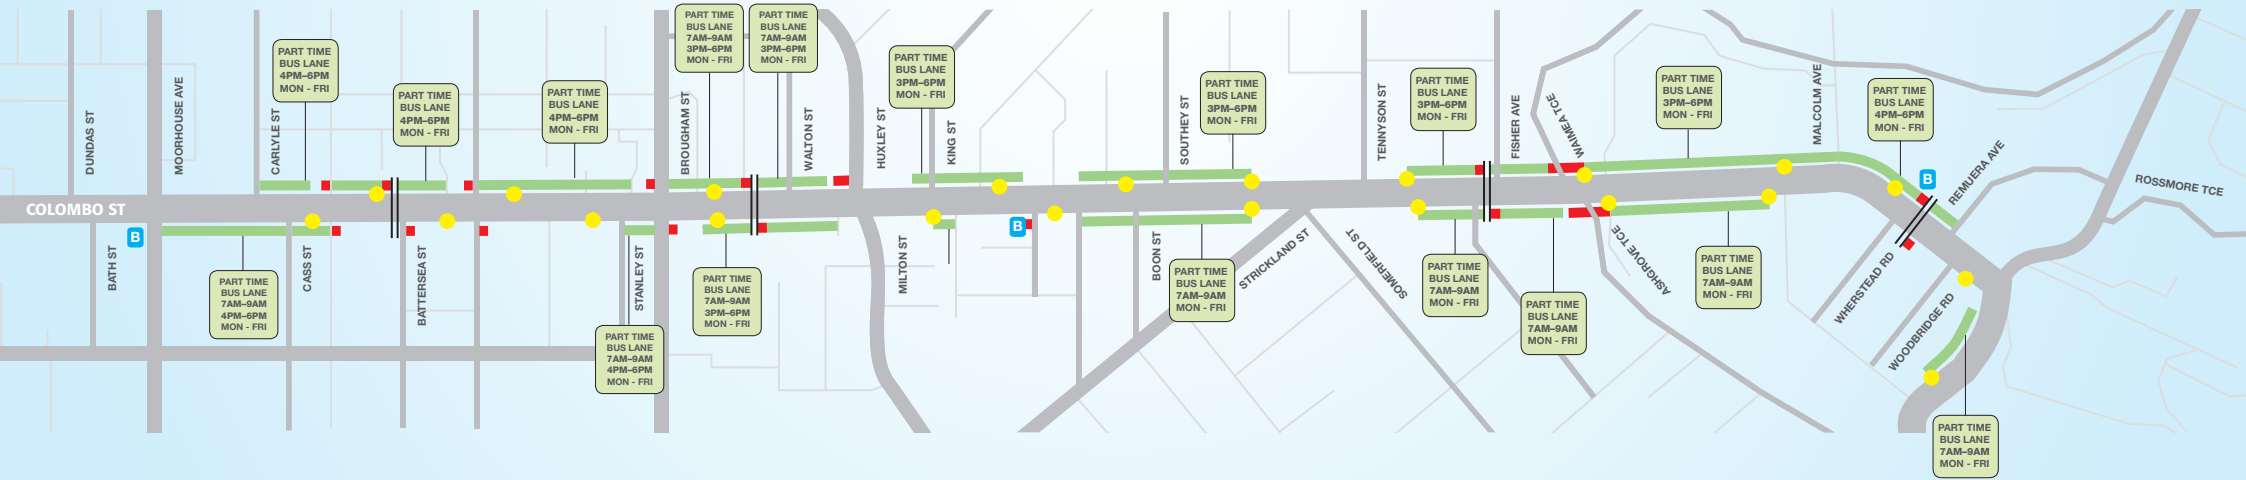 PART TIME
BUS LANE
7AM–9AM
3PM–6PM
MON - FRI
PART TIME
BUS LANE
7AM–9AM
3PM–6PM
MON - FRI
PART TIME
BUS LANE
4PM–6PM
MON - FRI
PART TIME
BUS LANE
4PM–6PM
MON - FRI
PART TIME
BUS LANE
4PM–6PM
MON - FRI
PART TIME
BUS LANE
3PM–6PM
MON - FRI
PART TIME
BUS LANE
3PM–6PM
MON - FRI
PART TIME
BUS LANE
3PM–6PM
MON - FRI
PART TIME
BUS LANE
3PM–6PM
MON - FRI
PART TIME
BUS LANE
4PM–6PM
MON - FRI
DUNDAS ST
MOORHOUSE AVE
CARLYLE ST
BROUGHAM ST
WALTON ST
HUXLEY ST
KING ST
SOUTHEY ST
TENNYSON ST
FISHER AVE
WAIMEA TCE
MALCOLM AVE
REMUERA AVE
ROSSMORE TCE
COLOMBO ST
B
B
B
BATH ST
CASS ST
BATTERSEA ST
STANLEY ST
MILTON ST
BOON ST
STRICKLAND ST
SOMERFIELD ST
ASHGROVE TCE
WHERSTEAD RD
WOODBRIDGE RD
PART TIME
BUS LANE
7AM–9AM
4PM–6PM
MON - FRI
PART TIME
BUS LANE
7AM–9AM
4PM–6PM
MON - FRI
PART TIME
BUS LANE
7AM–9AM
3PM–6PM
MON - FRI
PART TIME
BUS LANE
7AM–9AM
MON - FRI
PART TIME
BUS LANE
7AM–9AM
MON - FRI
PART TIME
BUS LANE
7AM–9AM
MON - FRI
PART TIME
BUS LANE
7AM–9AM
MON - FRI
PART TIME
BUS LANE
7AM–9AM
MON - FRI